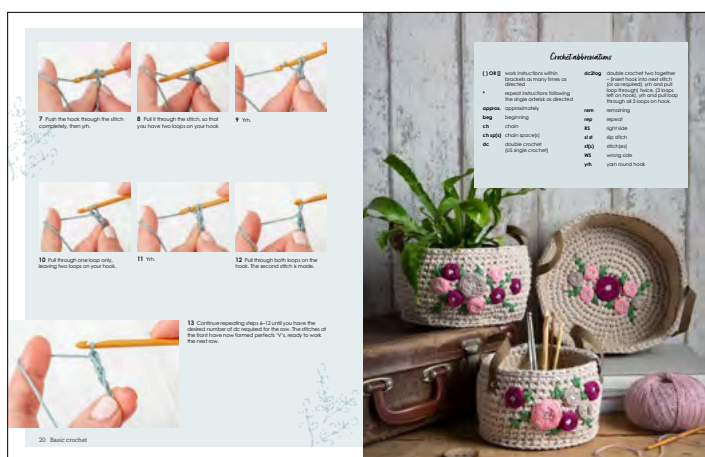 7 Push the hook through the stitch
completely, then yrh.
8 Pull it through the stitch, so that
you have two loops on your hook
9 Yrh.
10 Pull through one loop only,
leaving two loops on your hook.
11 Yrh.
12 Pull through both loops on the
hook. The second stitch is made.
13 Continue repeating steps 6–12 until you have the
desired number of dc required for the row. The stitches at
the front have now formed perfects 'V's, ready to work
the next row.
20 Basic crochet
Crochet abbreviations
( ) OR [] work instructions within
brackets as many times as
directed
* repeat instructions following
the single asterisk as directed
approx. approximately
beg beginning
ch chain
ch sp(s) chain space(s)
dc double crochet
(US single crochet)
dc2tog double crochet two together
– (insert hook into next stitch
(or as required), yrh and pull
loop through) twice, (3 loops
left on hook), yrh and pull loop
through all 3 loops on hook.
rem remaining
rep repeat
RS right side
sl st slip stitch
st(s) stitch(es)
WS wrong side
yrh yarn round hook